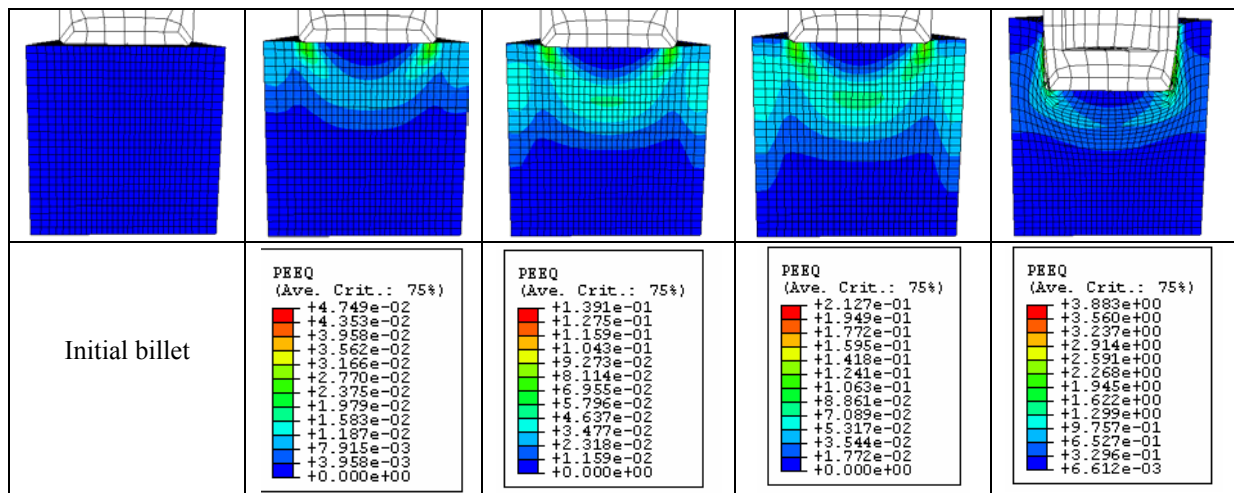 Initial billet
PEEQ
(Ave. Crit.: 75%)
+4.749e-02
+4.353e-02
+3.958e-02
+3.562e-02
+3.166e-02
+2.770e-02
+2.375e-02
+1.979e-02
+1.583e-02
+1.187e-02
+7.915e-03
+3.958e-03
+0.000e+00
PEEQ
(Ave. Crit.: 75%)
+1.391e-01
+1.275e-01
+1.159e-01
+1.043e-01
+9.273e-02
+8.114e-02
+6.955e-02
+5.796e-02
+4.637e-02
+3.477e-02
+2.318e-02
+1.159e-02
+0.000e+00
PEEQ
(Ave. Crit.: 75%)
+2.127e-01
+1.949e-01
+1.772e-01
+1.595e-01
+1.418e-01
+1.241e-01
+1.063e-01
+8.861e-02
+7.089e-02
+5.317e-02
+3.544e-02
+1.772e-02
+0.000e+00
PEEQ
(Ave. Crit.: 75%)
+3.883e+00
+3.560e+00
+3.237e+00
+2.914e+00
+2.591e+00
+2.268e+00
+1.945e+00
+1.622e+00
+1.299e+00
+9.757e-01
+6.527e-01
+3.296e-01
+6.612e-03